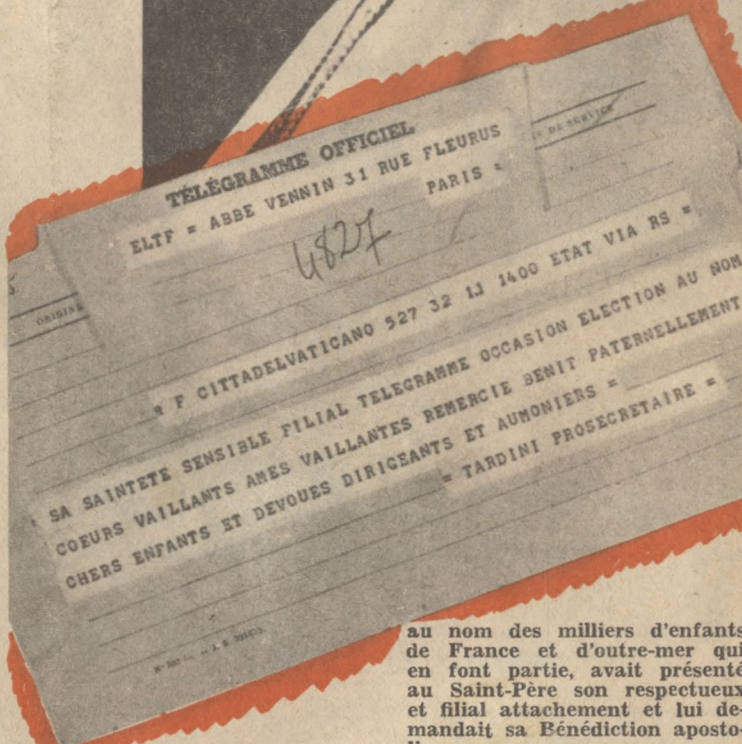 TÉLÉGRAMME OFFICIEL
ELTF = ABBE VENNIN 31 RUE FLEURUS
PARIS =
4827
DE SERVICE
ORIGINE
= F CITTADELVATICANO 527 32 11 1400 ETAT VIA RS =
= SA SAINTETE SENSIBLE FILIAL TELEGRAMME OCCASION ELECTION AU NOM
COEURS VAILLANTS AMES VAILLANTES REMERCIE BENIT PATERNELLEMENT
CHERS ENFANTS ET DEVOUES DIRIGEANTS ET AUMONIERS =
= TARDINI PROSECRETAIRE =
au nom des milliers d'enfants
de France et d'outre-mer qui
en font partie, avait présenté
au Saint-Père son respectueux
et filial attachement et lui de-
mandait sa Bénédiction aposto-